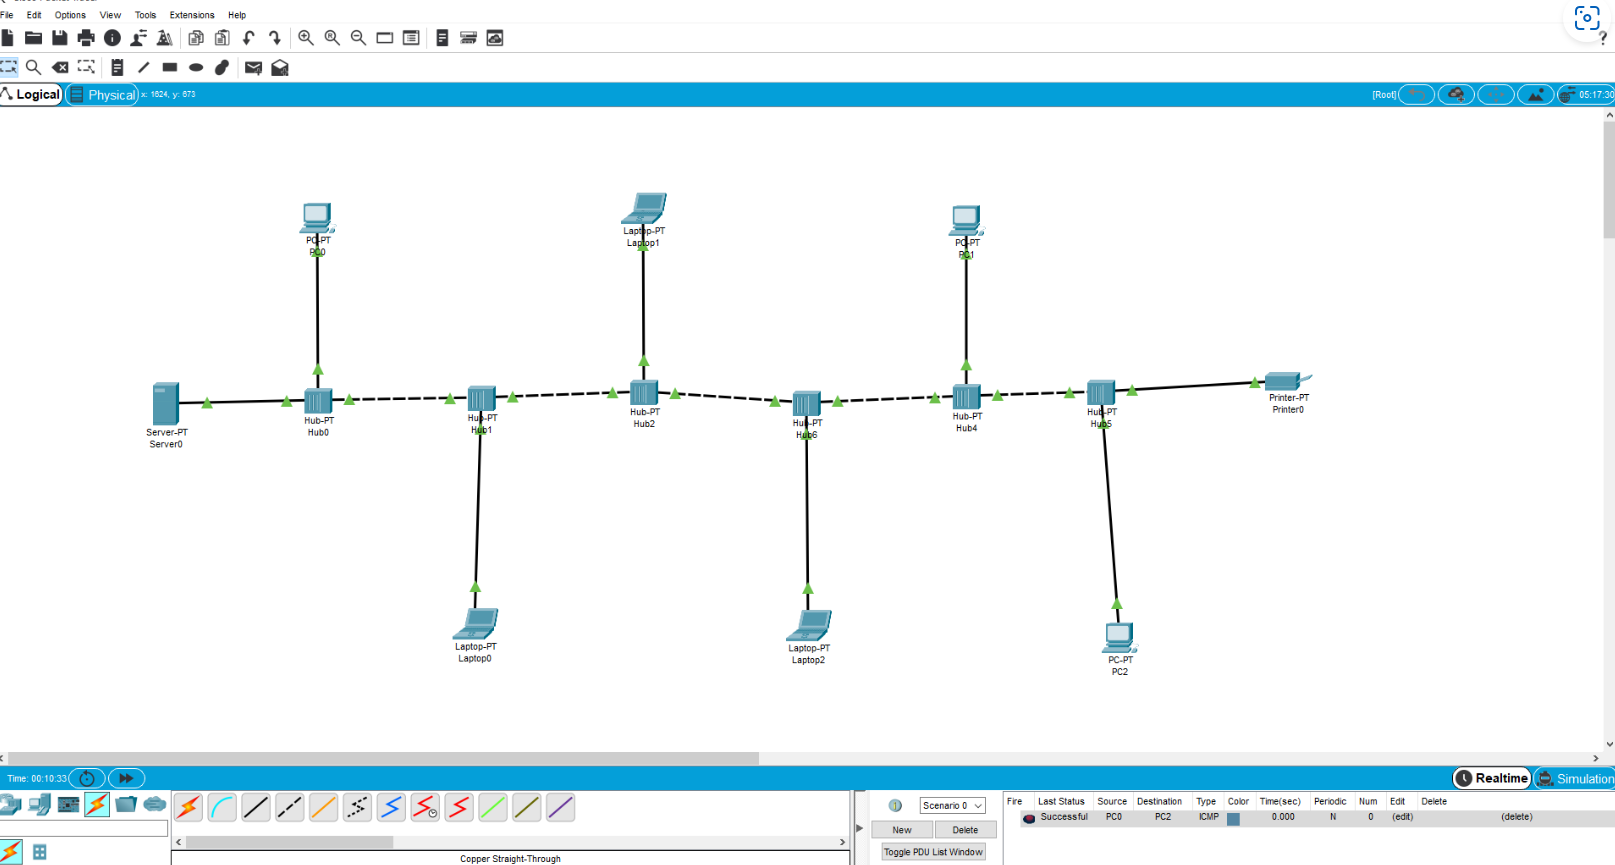 File Edit Options View Tools Extensions Help
Logical Physical x: 1624, y: 673 [Root] 05:17:30
PC-PT
PC0
Laptop-PT
Laptop1
PC-PT
PC1
Server-PT
Server0
Hub-PT
Hub0
Hub-PT
Hub1
Hub-PT
Hub2
Hub-PT
Hub6
Hub-PT
Hub4
Hub-PT
Hub5
Printer-PT
Printer0
Laptop-PT
Laptop0
Laptop-PT
Laptop2
PC-PT
PC2
Time: 00:10:33 Realtime Simulation
Scenario 0
New Delete
Toggle PDU List Window
Fire Last Status Source Destination Type Color Time(sec) Periodic Num Edit Delete
Successful PC0 PC2 ICMP 0.000 N 0 (edit) (delete)
Copper Straight-Through